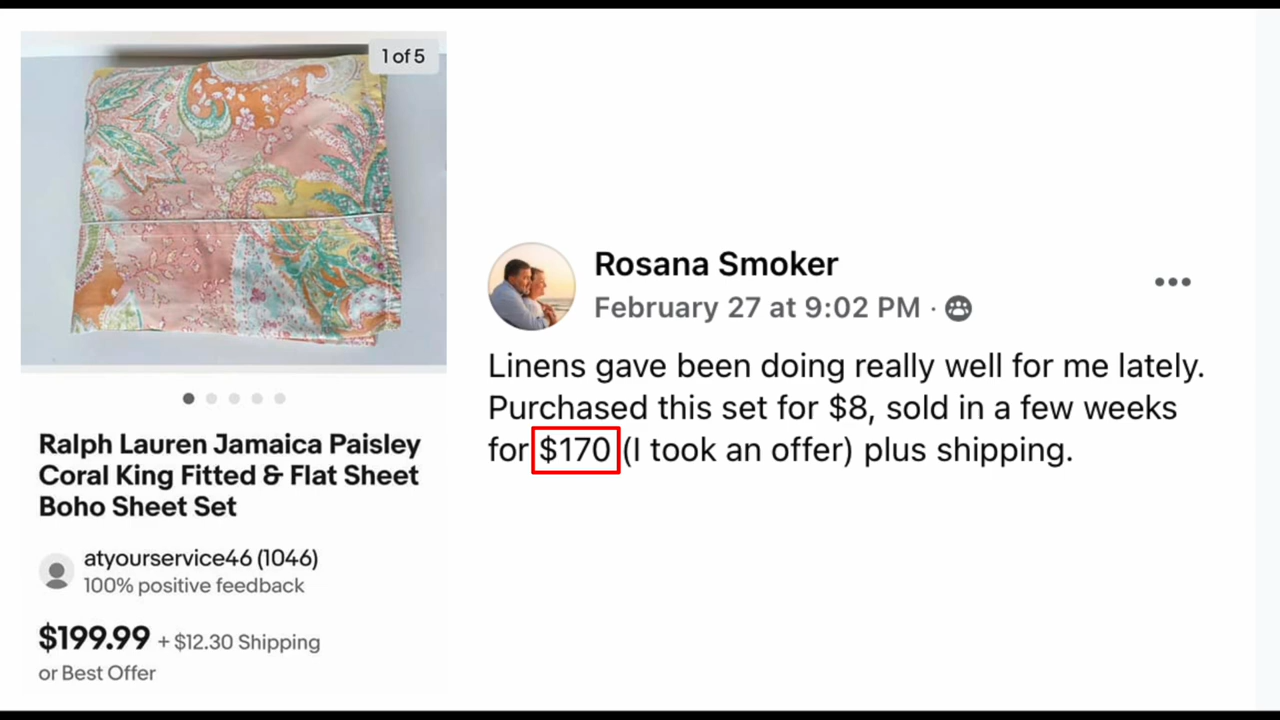 1 of 5
Ralph Lauren Jamaica Paisley
Coral King Fitted & Flat Sheet
Boho Sheet Set
atyourservice46 (1046)
100% positive feedback
$199.99 + $12.30 Shipping
or Best Offer
Rosana Smoker
February 27 at 9:02 PM ·
Linens gave been doing really well for me lately.
Purchased this set for $8, sold in a few weeks
for $170 (I took an offer) plus shipping.